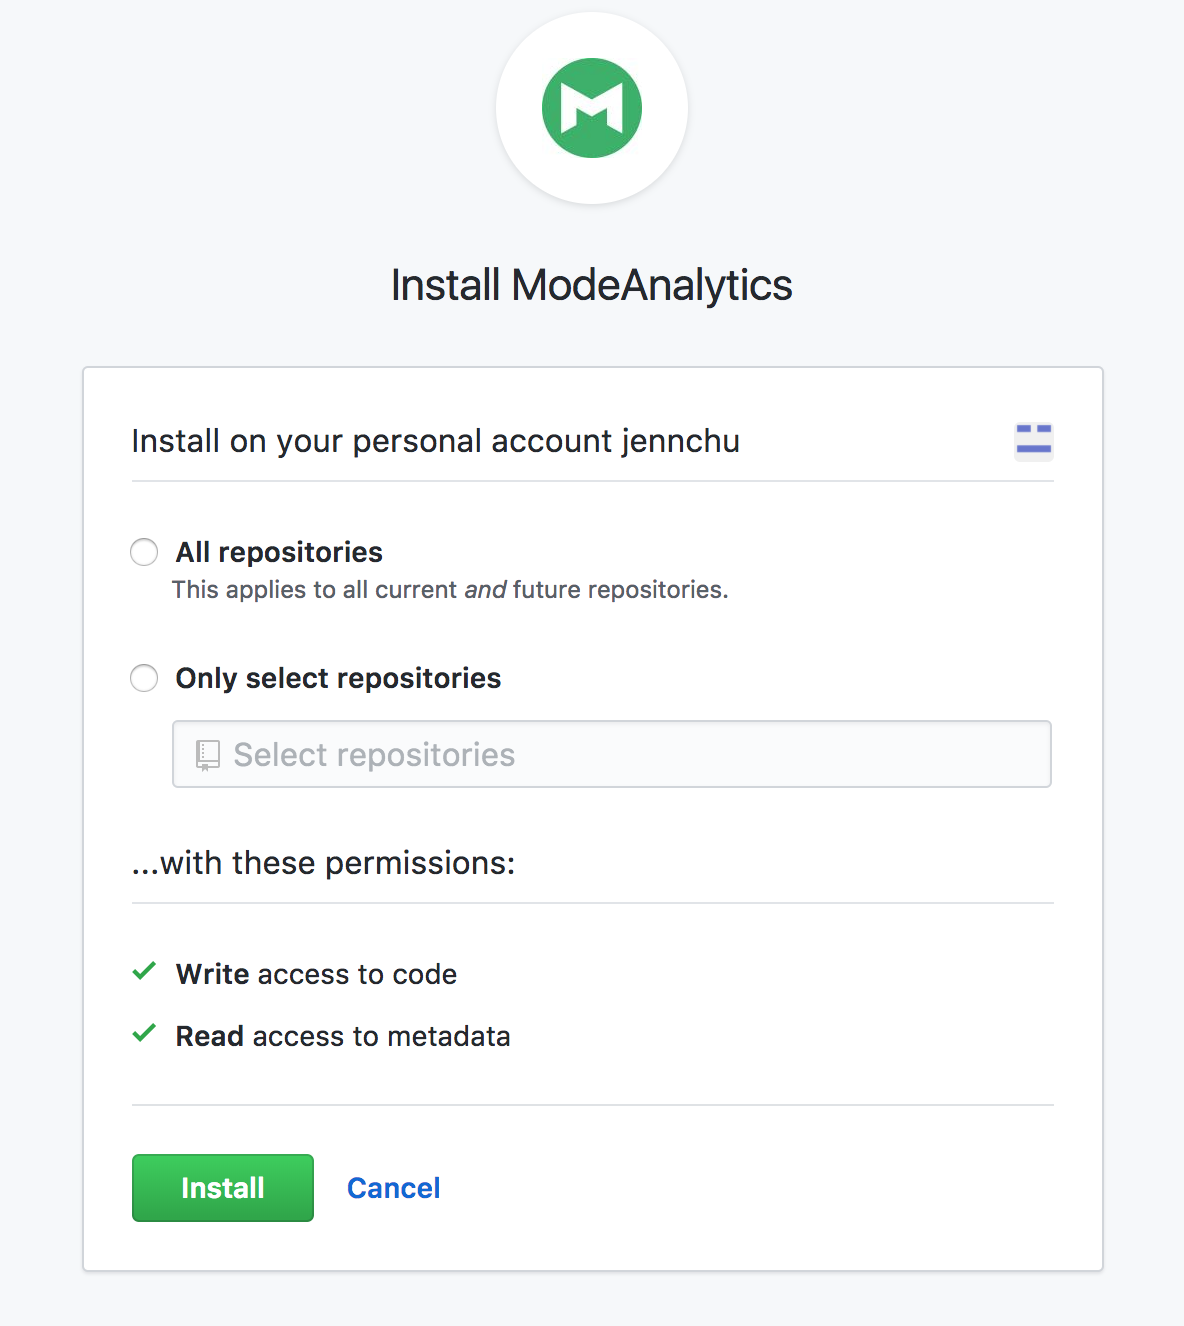 M
Install ModeAnalytics
Install on your personal account jennchu
All repositories
This applies to all current and future repositories.
Only select repositories
Select repositories
...with these permissions:
Write access to code
Read access to metadata
Install
Cancel